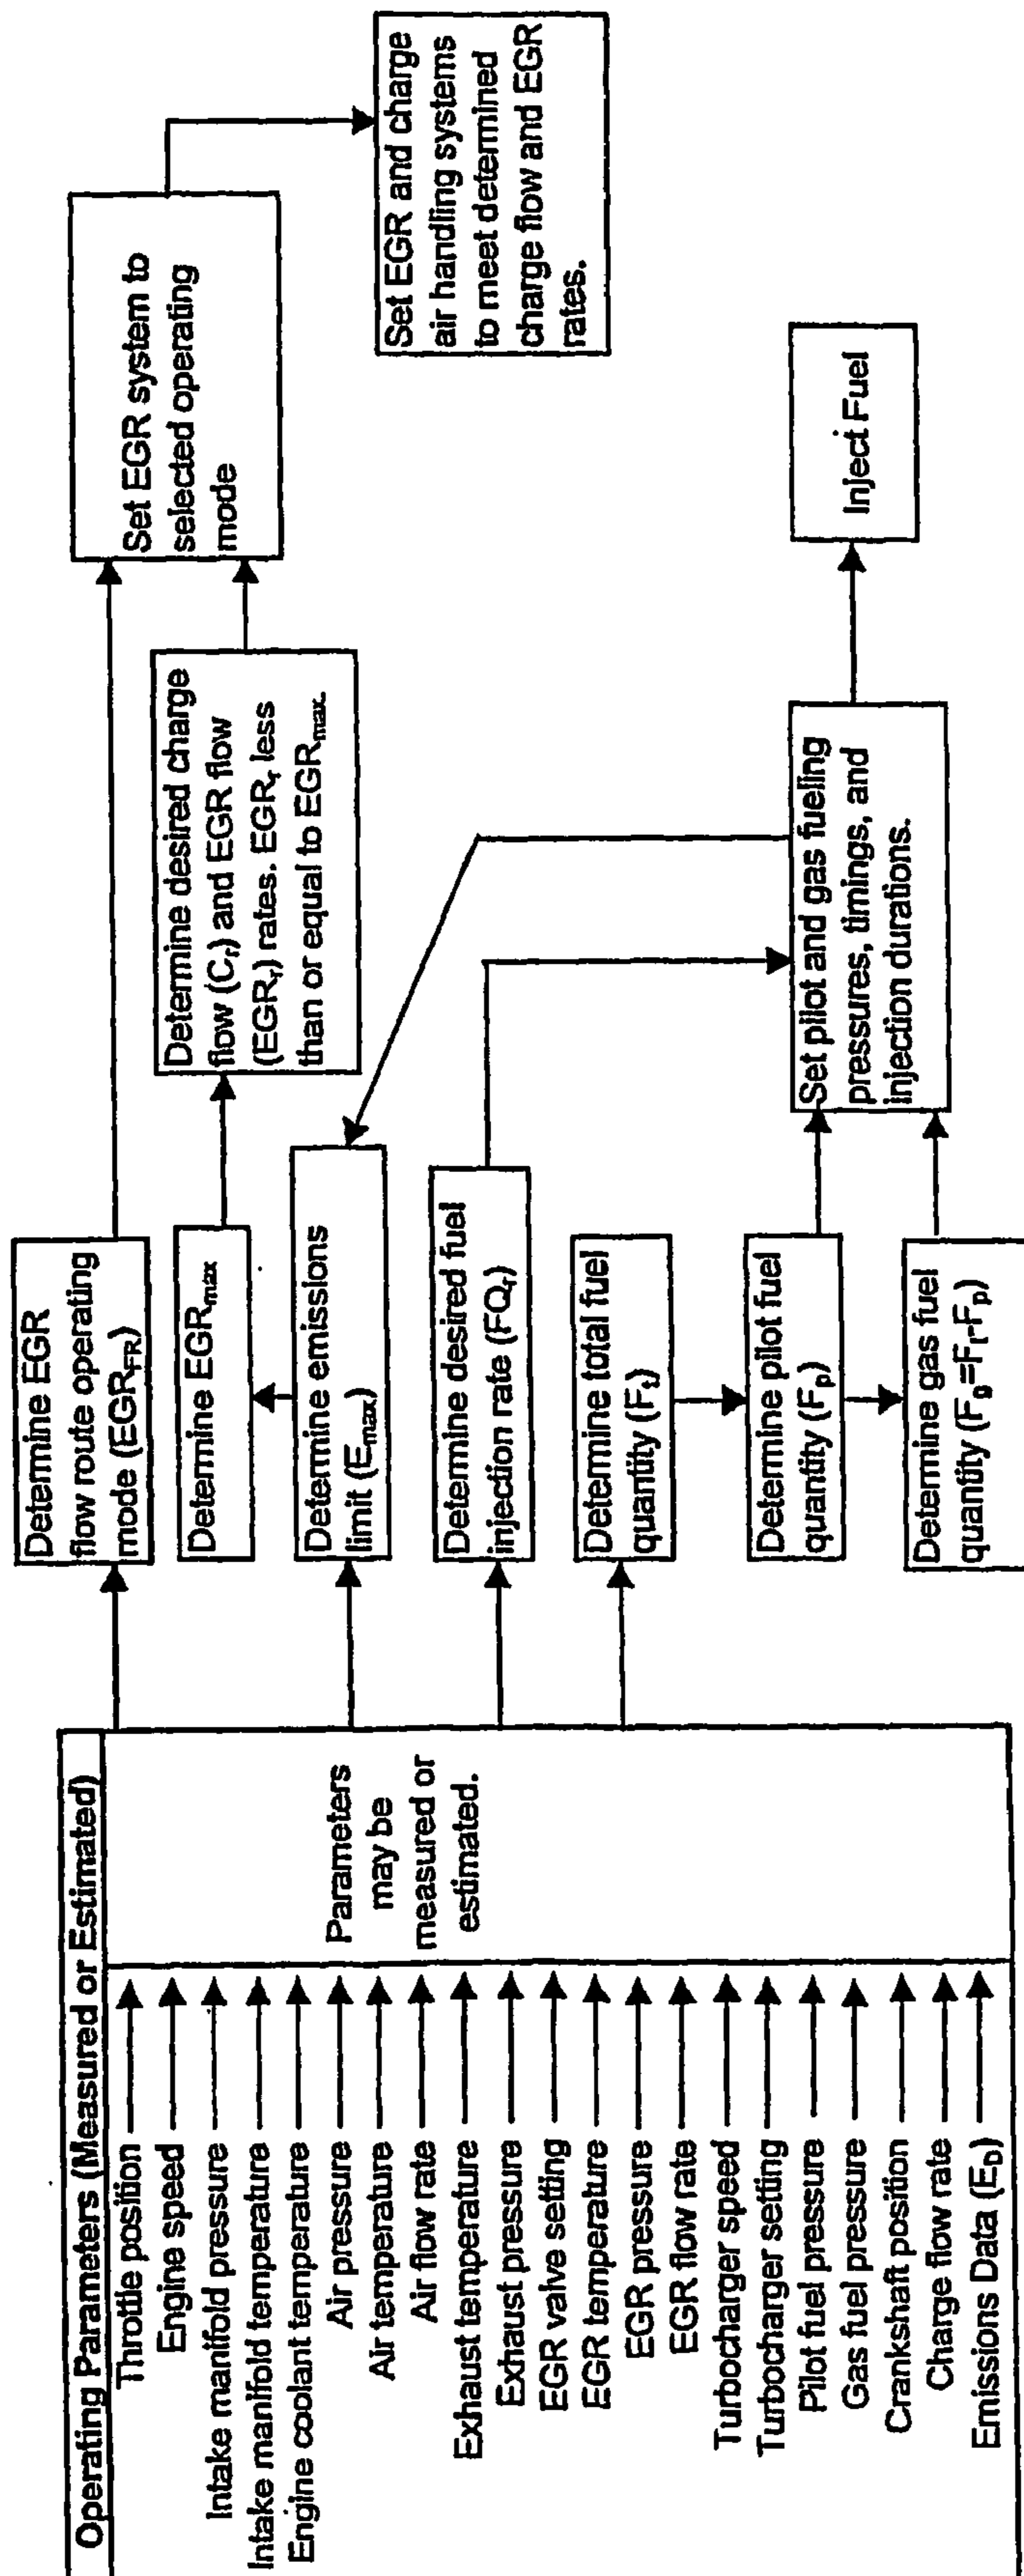 Operating Parameters (Measured or Estimated)
Throttle position
Engine speed
Intake manifold pressure
Intake manifold temperature
Engine coolant temperature
Air pressure
Air temperature
Air flow rate
Exhaust temperature
Exhaust pressure
EGR valve setting
EGR temperature
EGR pressure
EGR flow rate
Turbocharger speed
Turbocharger setting
Pilot fuel pressure
Gas fuel pressure
Crankshaft position
Charge flow rate
Emissions Data (E_D)
Parameters
may be
measured or
estimated.
Determine EGR
flow route operating
mode (EGR_FR)
Determine EGR_max
Determine emissions
limit (E_max)
Determine desired fuel
injection rate (FQ_r)
Determine total fuel
quantity (F_t)
Determine pilot fuel
quantity (F_p)
Determine gas fuel
quantity (F_g=F_t-F_p)
Determine desired charge
flow (C_r) and EGR flow
(EGR_r) rates. EGR_r less
than or equal to EGR_max.
Set pilot and gas fueling
pressures, timings, and
injection durations.
Set EGR system to
selected operating
mode
Inject Fuel
Set EGR and charge
air handling systems
to meet determined
charge flow and EGR
rates.